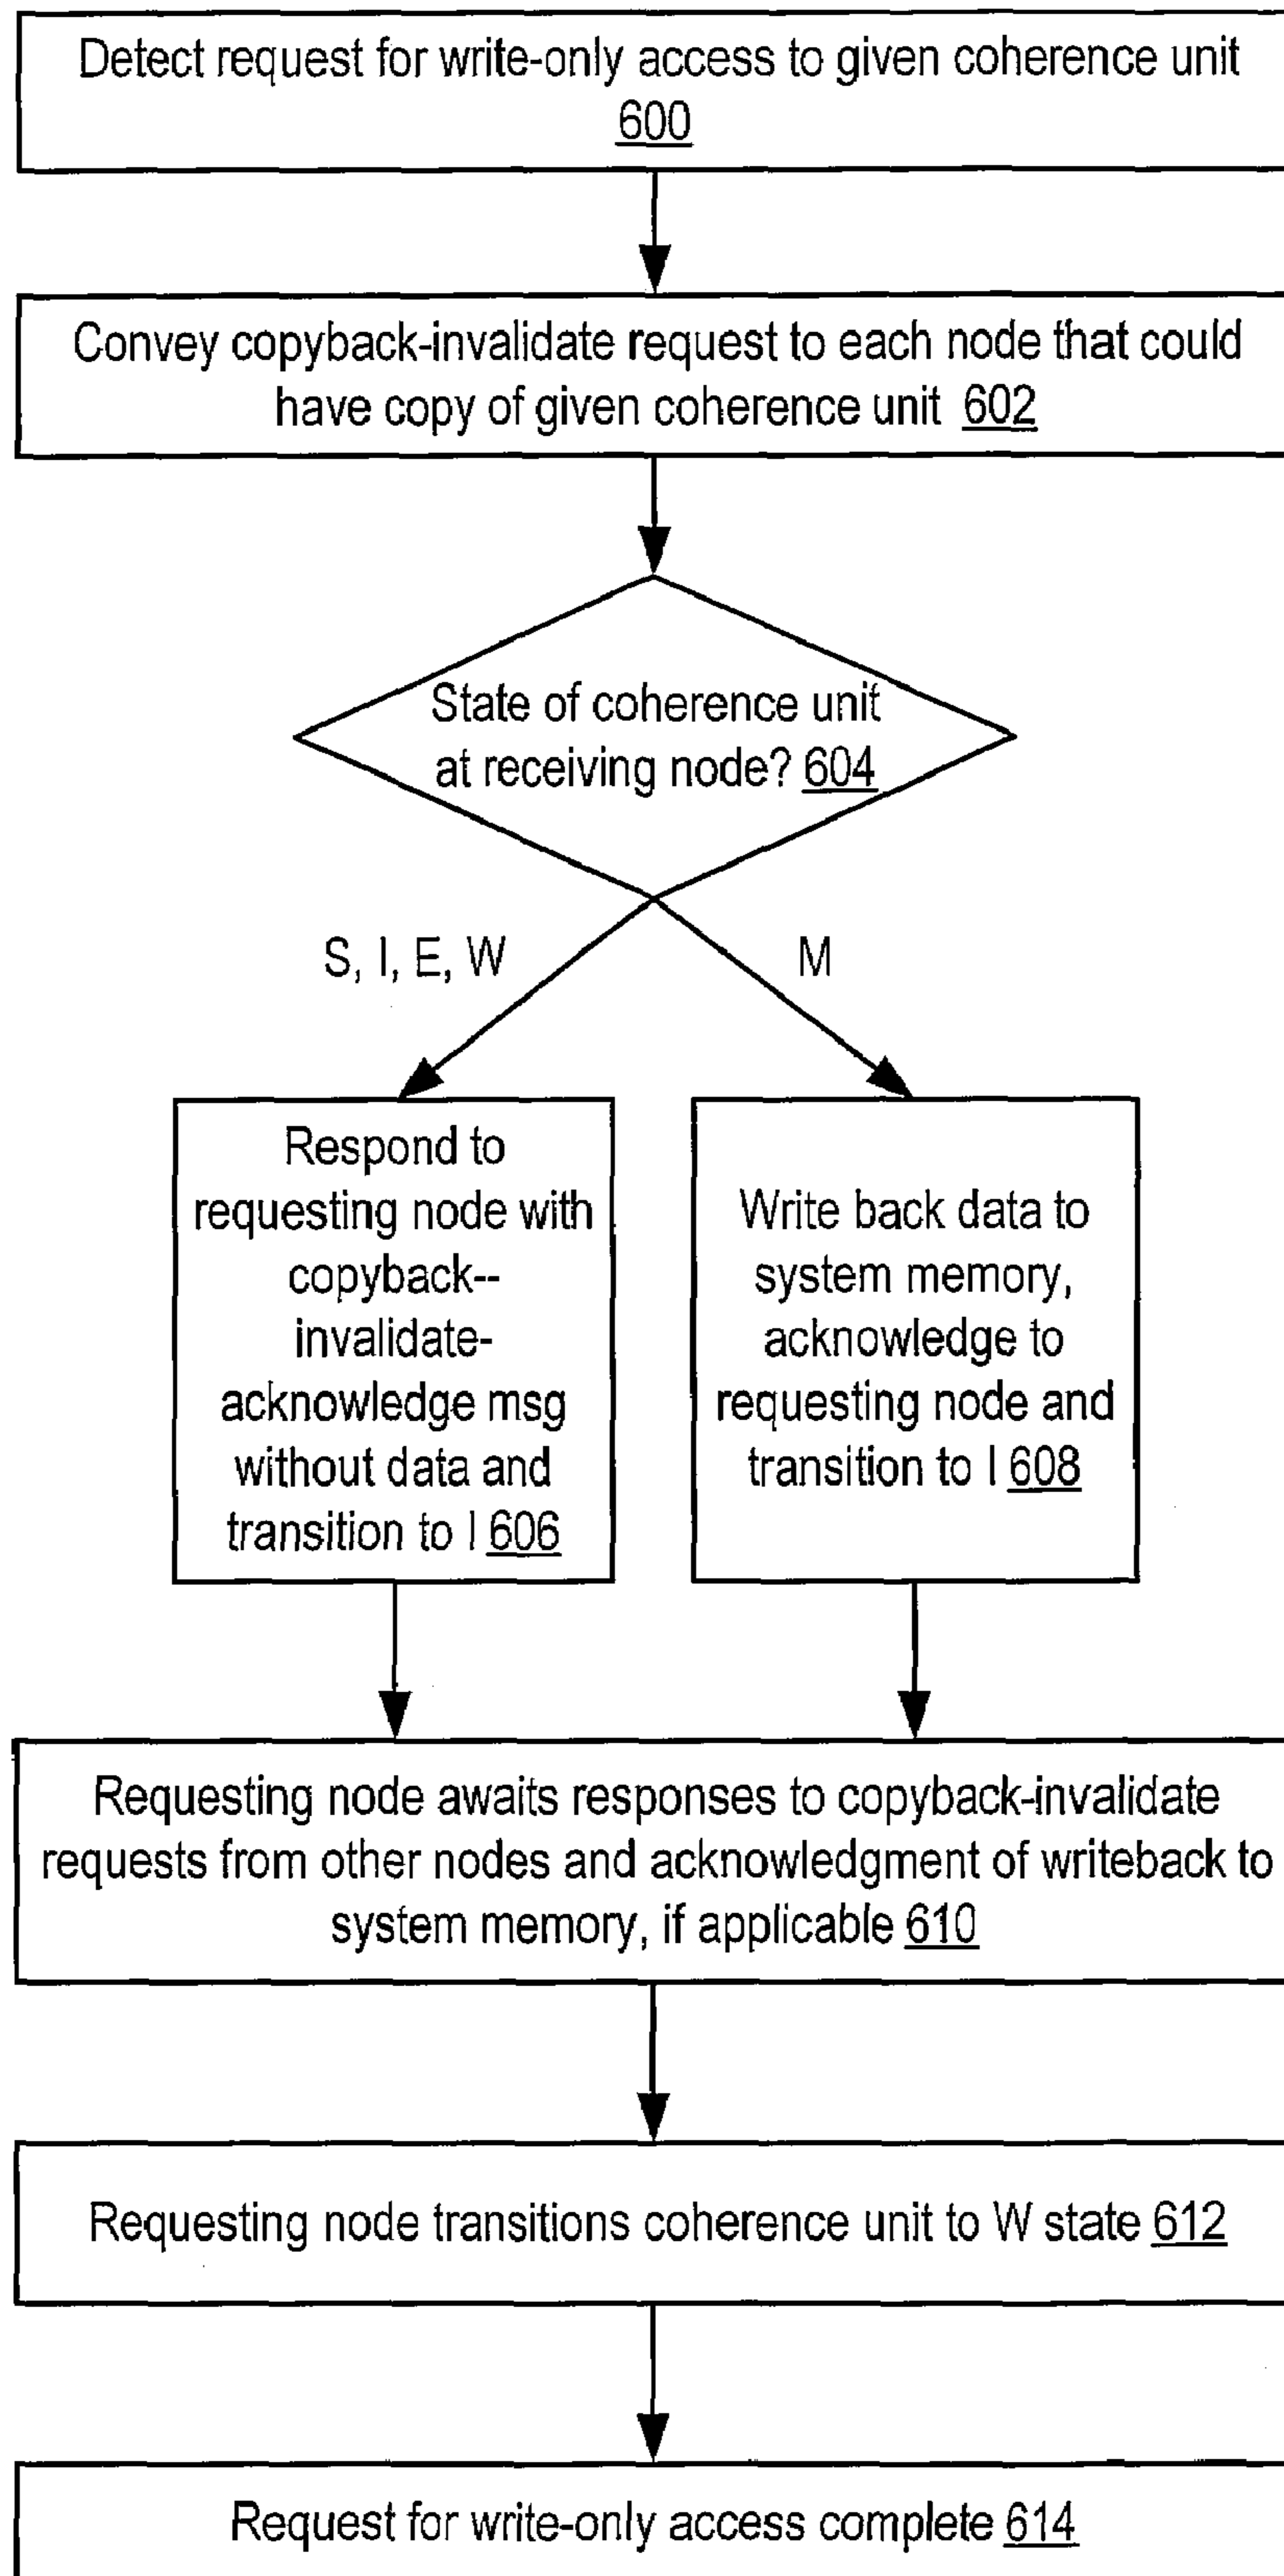 Detect request for write-only access to given coherence unit
600
Convey copyback-invalidate request to each node that could
have copy of given coherence unit 602
State of coherence unit
at receiving node? 604
S, I, E, W
M
Respond to
requesting node with
copyback--
invalidate-
acknowledge msg
without data and
transition to I 606
Write back data to
system memory,
acknowledge to
requesting node and
transition to I 608
Requesting node awaits responses to copyback-invalidate
requests from other nodes and acknowledgment of writeback to
system memory, if applicable 610
Requesting node transitions coherence unit to W state 612
Request for write-only access complete 614